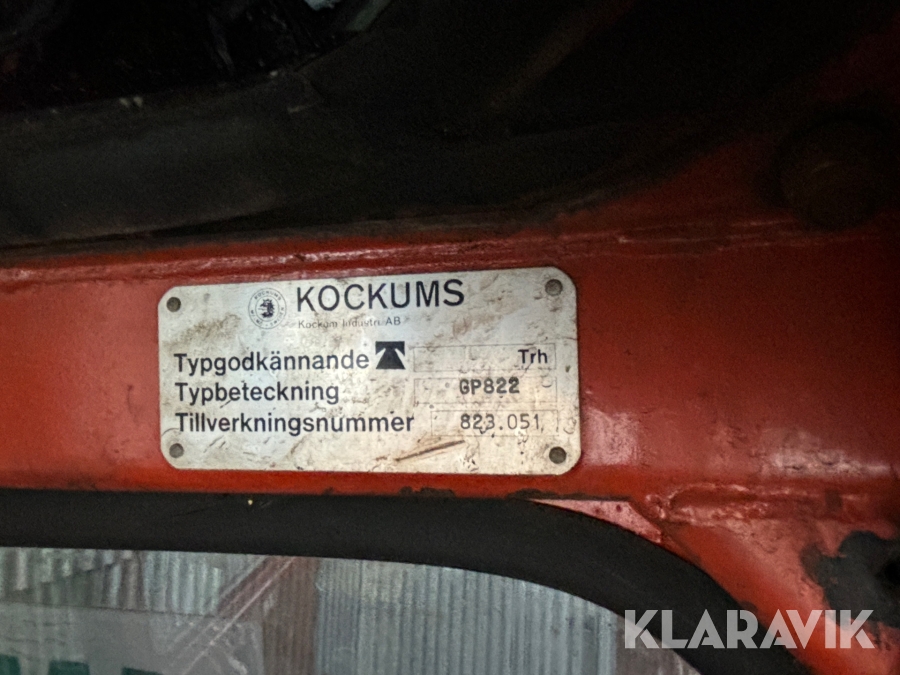 KOCKUMS
Kockum Industri AB
Typgodkännande Trh
Typbeteckning GP822
Tillverkningsnummer 823.051
KLARAVIK